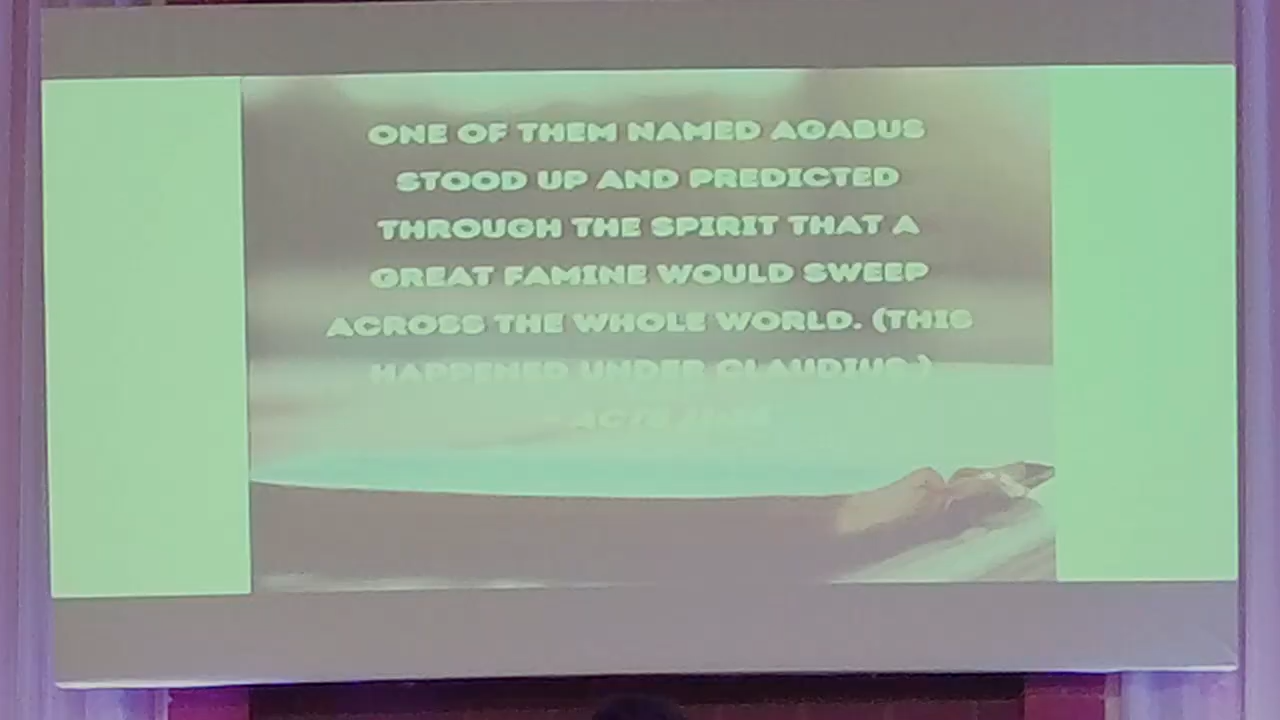 ONE OF THEM NAMED AGABUS
STOOD UP AND PREDICTED
THROUGH THE SPIRIT THAT A
GREAT FAMINE WOULD SWEEP
ACROSS THE WHOLE WORLD. (THIS
HAPPENED UNDER CLAUDIUS.)
ACTS